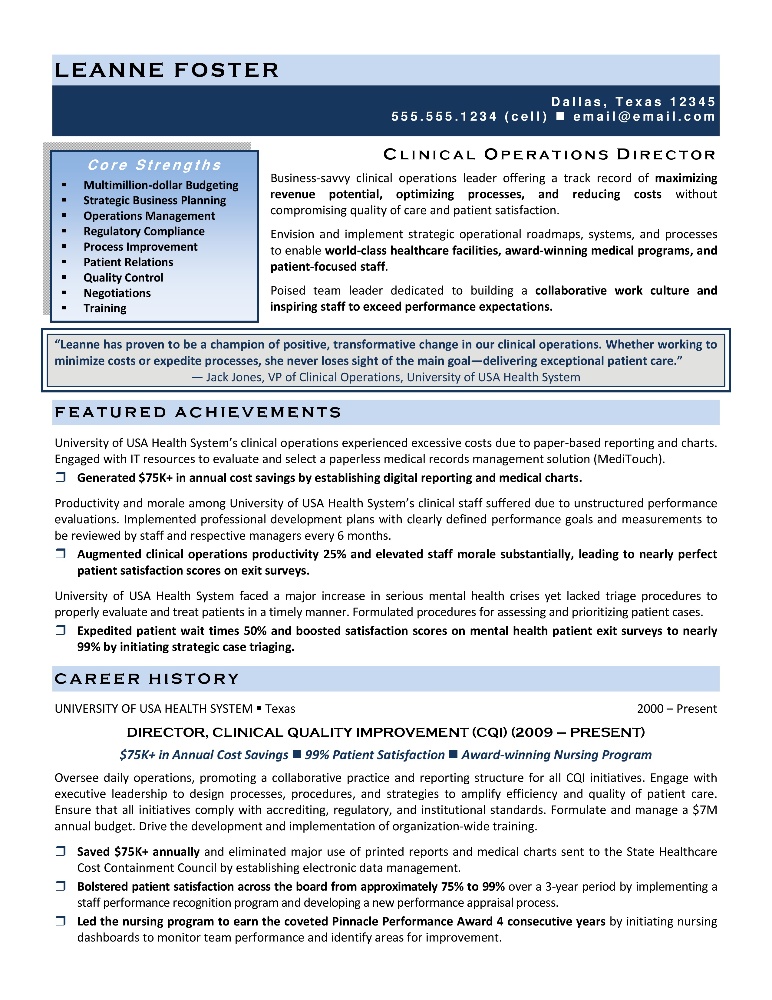 LEANNE FOSTER
Dallas, Texas 12345
555.555.1234 (cell) ■ email@email.com
Core Strengths
▪ Multimillion-dollar Budgeting
▪ Strategic Business Planning
▪ Operations Management
▪ Regulatory Compliance
▪ Process Improvement
▪ Patient Relations
▪ Quality Control
▪ Negotiations
▪ Training
CLINICAL OPERATIONS DIRECTOR
Business-savvy clinical operations leader offering a track record of maximizing
revenue potential, optimizing processes, and reducing costs without
compromising quality of care and patient satisfaction.
Envision and implement strategic operational roadmaps, systems, and processes
to enable world-class healthcare facilities, award-winning medical programs, and
patient-focused staff.
Poised team leader dedicated to building a collaborative work culture and
inspiring staff to exceed performance expectations.
“Leanne has proven to be a champion of positive, transformative change in our clinical operations. Whether working to
minimize costs or expedite processes, she never loses sight of the main goal—delivering exceptional patient care.”
— Jack Jones, VP of Clinical Operations, University of USA Health System
FEATURED ACHIEVEMENTS
University of USA Health System’s clinical operations experienced excessive costs due to paper-based reporting and charts.
Engaged with IT resources to evaluate and select a paperless medical records management solution (MediTouch).
❒ Generated $75K+ in annual cost savings by establishing digital reporting and medical charts.
Productivity and morale among University of USA Health System’s clinical staff suffered due to unstructured performance
evaluations. Implemented professional development plans with clearly defined performance goals and measurements to
be reviewed by staff and respective managers every 6 months.
❒ Augmented clinical operations productivity 25% and elevated staff morale substantially, leading to nearly perfect
patient satisfaction scores on exit surveys.
University of USA Health System faced a major increase in serious mental health crises yet lacked triage procedures to
properly evaluate and treat patients in a timely manner. Formulated procedures for assessing and prioritizing patient cases.
❒ Expedited patient wait times 50% and boosted satisfaction scores on mental health patient exit surveys to nearly
99% by initiating strategic case triaging.
CAREER HISTORY
UNIVERSITY OF USA HEALTH SYSTEM ▪ Texas 2000 – Present
DIRECTOR, CLINICAL QUALITY IMPROVEMENT (CQI) (2009 – PRESENT)
$75K+ in Annual Cost Savings ■ 99% Patient Satisfaction ■ Award-winning Nursing Program
Oversee daily operations, promoting a collaborative practice and reporting structure for all CQI initiatives. Engage with
executive leadership to design processes, procedures, and strategies to amplify efficiency and quality of patient care.
Ensure that all initiatives comply with accrediting, regulatory, and institutional standards. Formulate and manage a $7M
annual budget. Drive the development and implementation of organization-wide training.
❒ Saved $75K+ annually and eliminated major use of printed reports and medical charts sent to the State Healthcare
Cost Containment Council by establishing electronic data management.
❒ Bolstered patient satisfaction across the board from approximately 75% to 99% over a 3-year period by implementing a
staff performance recognition program and developing a new performance appraisal process.
❒ Led the nursing program to earn the coveted Pinnacle Performance Award 4 consecutive years by initiating nursing
dashboards to monitor team performance and identify areas for improvement.